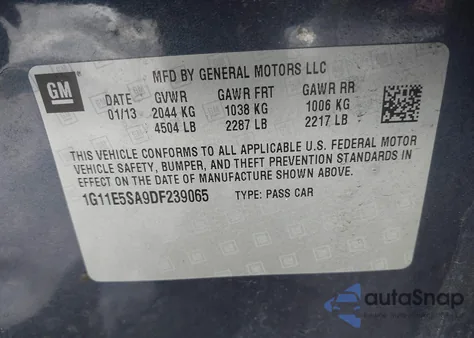 MFD BY GENERAL MOTORS LLC
GM
DATE GVWR GAWR FRT GAWR RR
01/13 2044 KG 1038 KG 1006 KG
4504 LB 2287 LB 2217 LB
THIS VEHICLE CONFORMS TO ALL APPLICABLE U.S. FEDERAL MOTOR
VEHICLE SAFETY, BUMPER, AND THEFT PREVENTION STANDARDS IN
EFFECT ON THE DATE OF MANUFACTURE SHOWN ABOVE.
1G11E5SA9DF239065 TYPE: PASS CAR
autoSnap